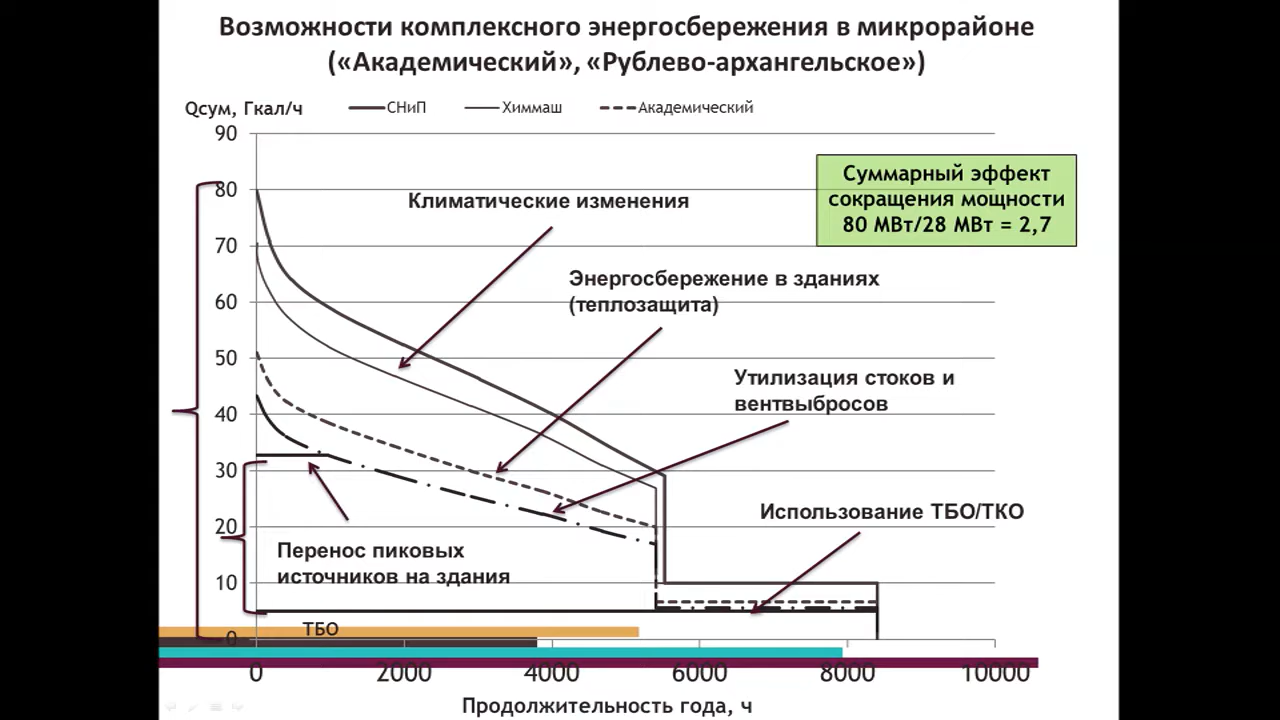 Возможности комплексного энергосбережения в микрорайоне
(«Академический», «Рублево-архангельское»)
Qсум, Гкал/ч
СНиП
Химмаш
Академический
90
80
70
60
50
40
30
20
10
0
Суммарный эффект
сокращения мощности
80 МВт/28 МВт = 2,7
Климатические изменения
Энергосбережение в зданиях
(теплозащита)
Утилизация стоков и
вентвыбросов
Использование ТБО/ТКО
Перенос пиковых
источников на здания
ТБО
0
2000
4000
6000
8000
10000
Продолжительность года, ч